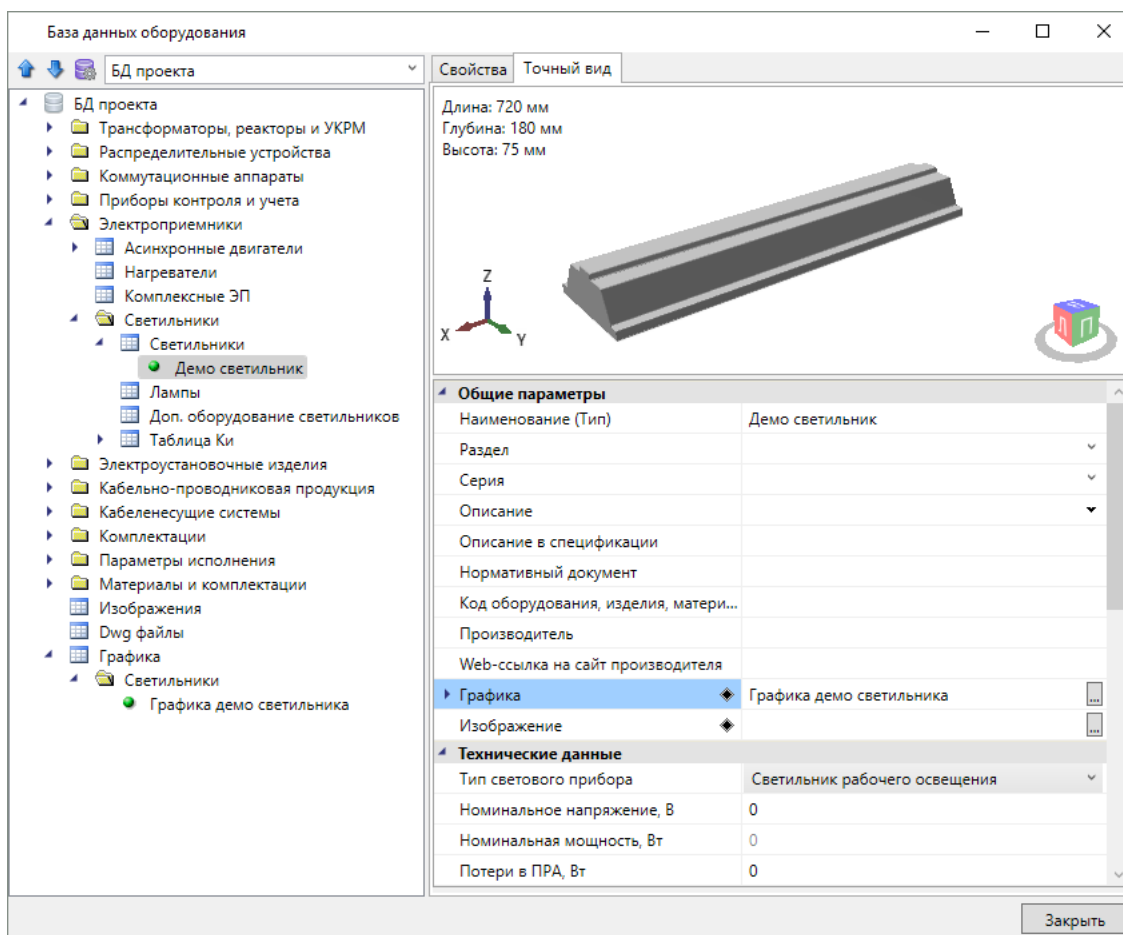 База данных оборудования
БД проекта
БД проекта
Трансформаторы, реакторы и УКРМ
Распределительные устройства
Коммутационные аппараты
Приборы контроля и учета
Электроприемники
Асинхронные двигатели
Нагреватели
Комплексные ЭП
Светильники
Светильники
Демо светильник
Лампы
Доп. оборудование светильников
Таблица Ки
Электроустановочные изделия
Кабельно-проводниковая продукция
Кабеленесущие системы
Комплектации
Параметры исполнения
Материалы и комплектации
Изображения
Dwg файлы
Графика
Светильники
Графика демо светильника
Свойства Точный вид
Длина: 720 мм
Глубина: 180 мм
Высота: 75 мм
Z
X
Y
Л П
Общие параметры
Наименование (Тип) Демо светильник
Раздел
Серия
Описание
Описание в спецификации
Нормативный документ
Код оборудования, изделия, матери...
Производитель
Web-ссылка на сайт производителя
Графика Графика демо светильника ...
Изображение ...
Технические данные
Тип светового прибора Светильник рабочего освещения
Номинальное напряжение, В 0
Номинальная мощность, Вт 0
Потери в ПРА, Вт 0
Закрыть